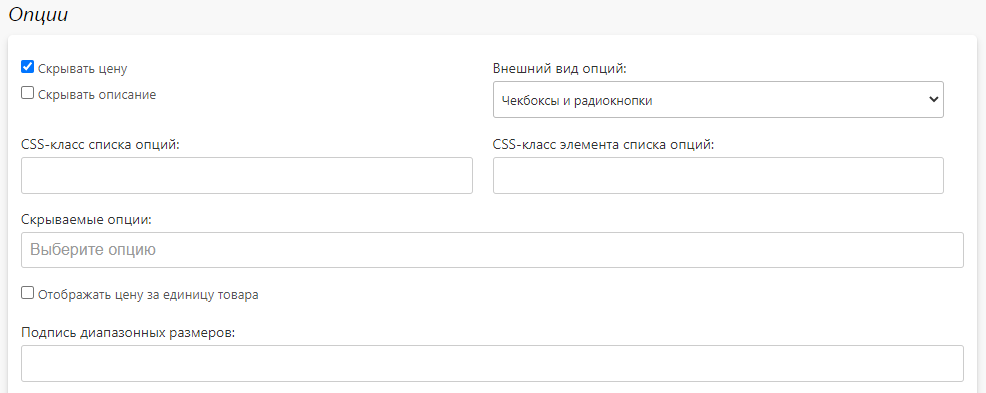 Опции
Скрывать цену
Внешний вид опций:
Скрывать описание
Чекбоксы и радиокнопки
CSS-класс списка опций:
CSS-класс элемента списка опций:
Скрываемые опции:
Выберите опцию
Отображать цену за единицу товара
Подпись диапазонных размеров: